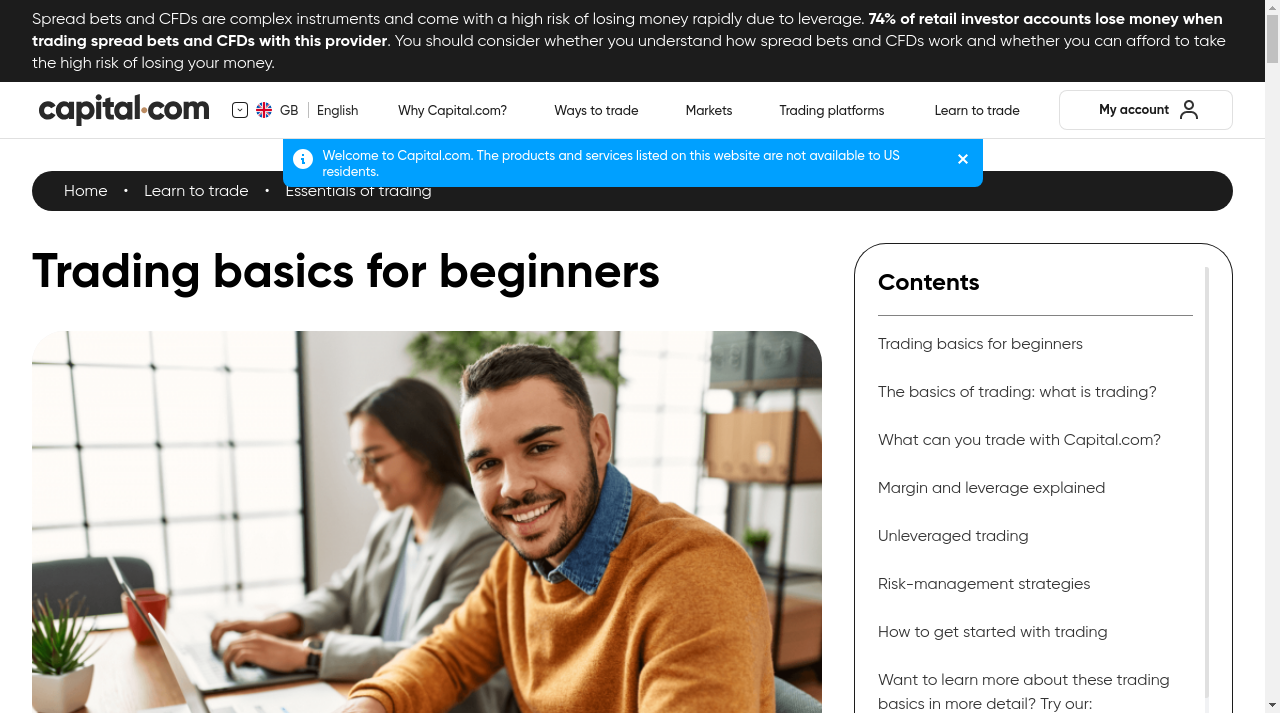 Spread bets and CFDs are complex instruments and come with a high risk of losing money rapidly due to leverage. 74% of retail investor accounts lose money when
trading spread bets and CFDs with this provider. You should consider whether you understand how spread bets and CFDs work and whether you can afford to take
the high risk of losing your money.
capital.com
GB
English
Why Capital.com?
Ways to trade
Markets
Trading platforms
Learn to trade
My account
Welcome to Capital.com. The products and services listed on this website are not available to US
residents.
Home • Learn to trade • Essentials of trading
Trading basics for beginners
Contents
Trading basics for beginners
The basics of trading: what is trading?
What can you trade with Capital.com?
Margin and leverage explained
Unleveraged trading
Risk-management strategies
How to get started with trading
Want to learn more about these trading
basics in more detail? Try our: